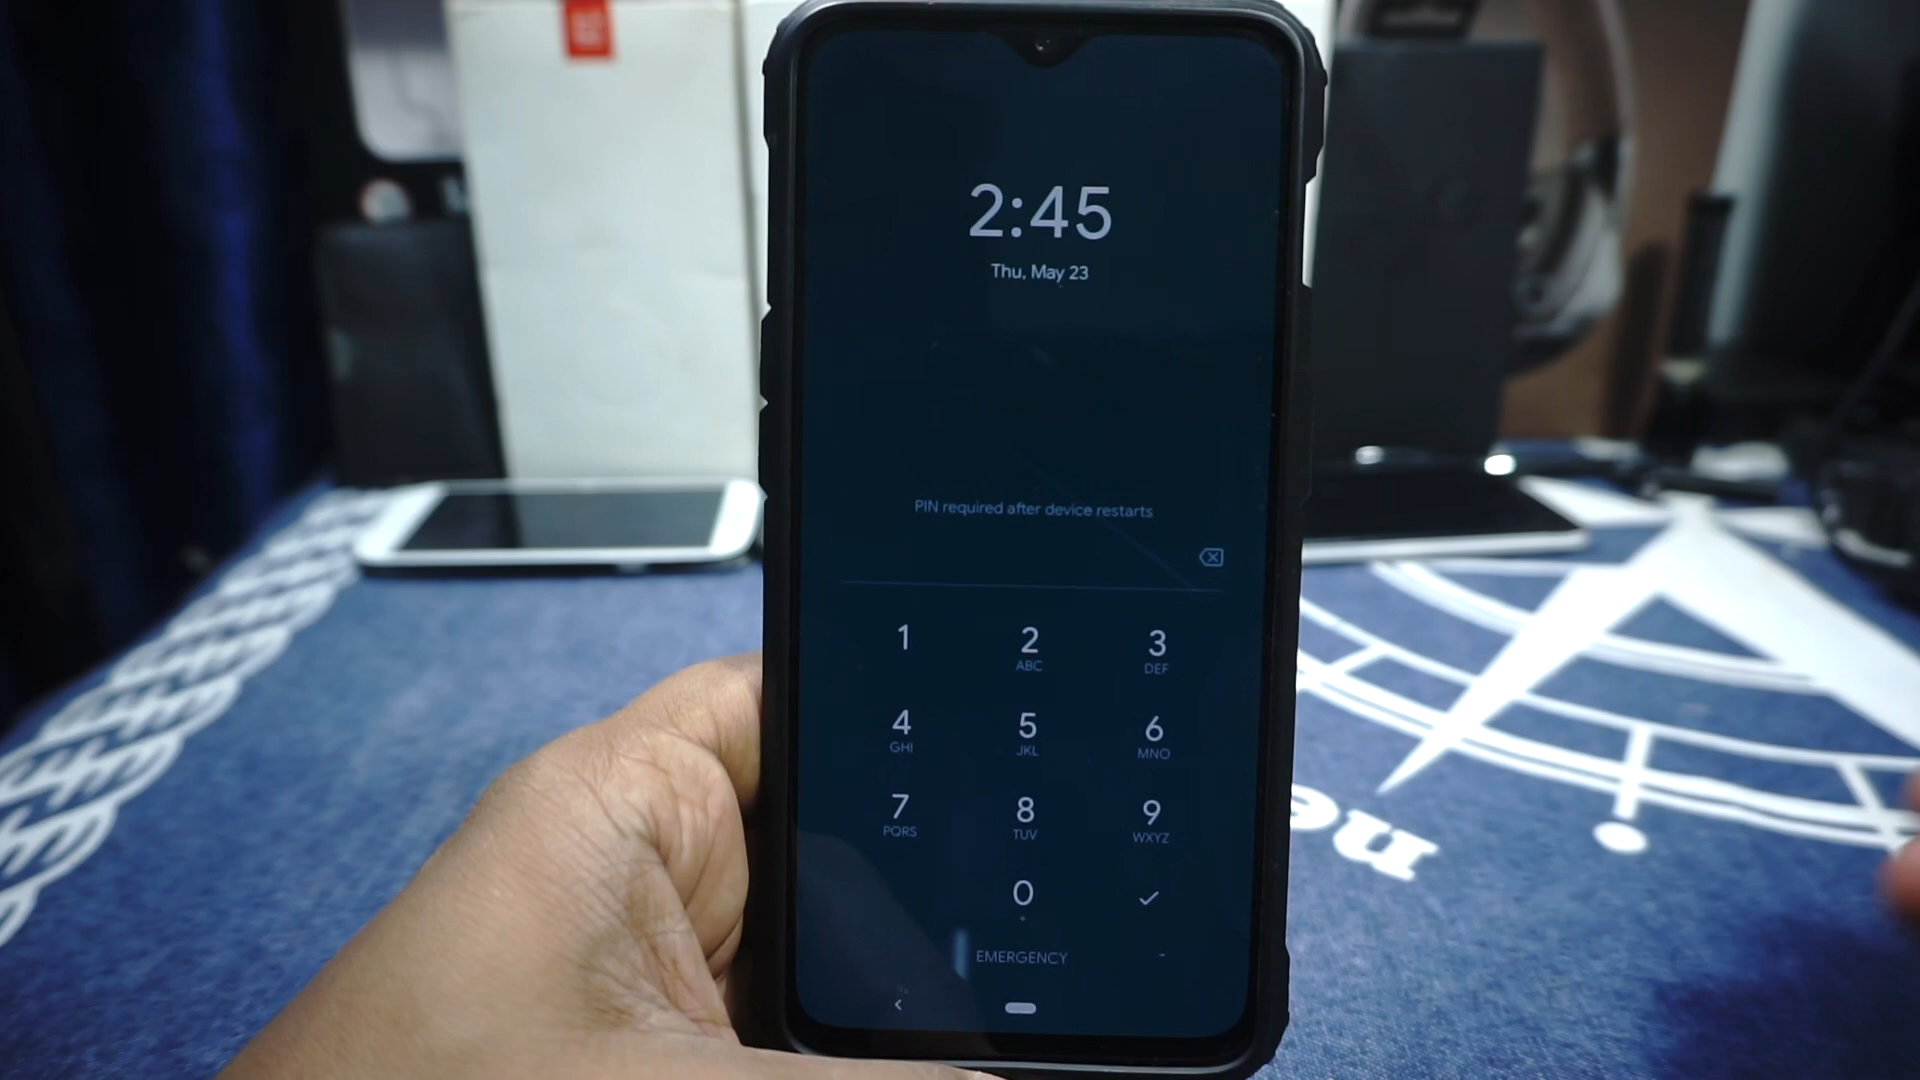 2:45
Thu, May 23
PIN required after device restarts
1
2
3
ABC
DEF
4
5
6
GHI
JKL
MNO
7
8
9
PQRS
TUV
WXYZ
0
+
EMERGENCY
ne